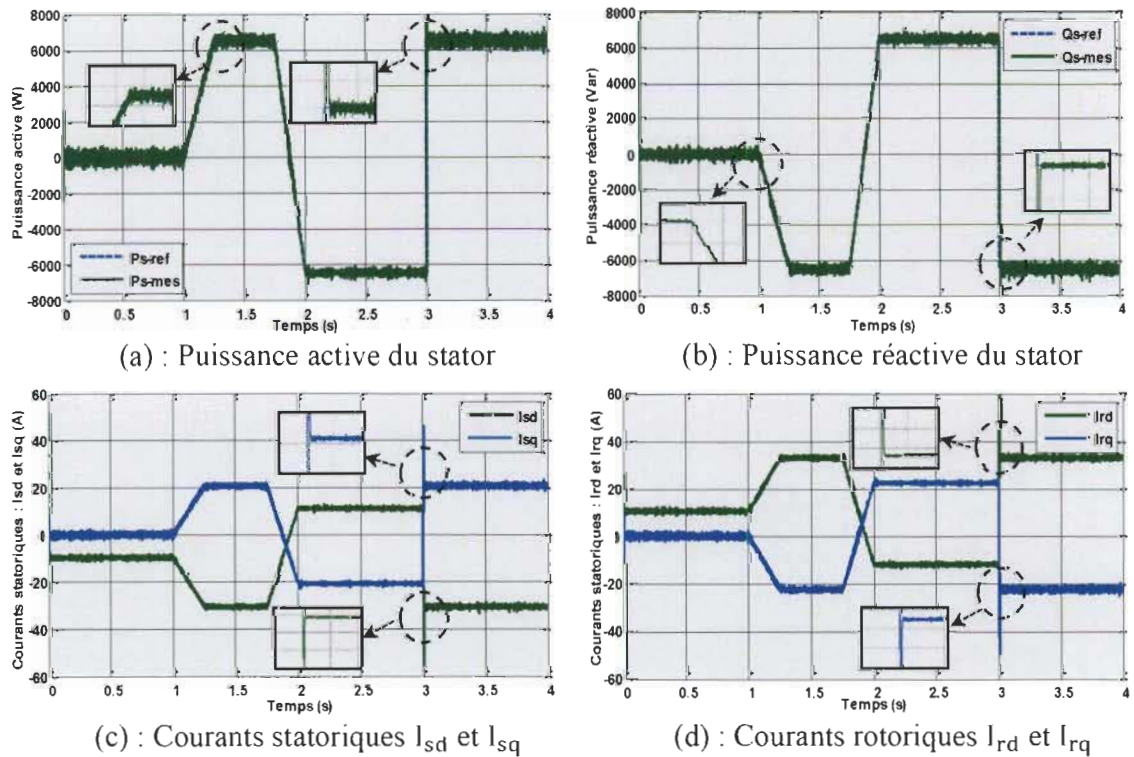 Puissance active (W)
8000
6000
4000
2000
0
-2000
-4000
-6000
-8000
Ps-ref
Ps-mes
0 0.5 1 1.5 2 2.5 3 3.5 4
Temps (s)
(a) : Puissance active du stator
Puissance réactive (Var)
8000
6000
4000
2000
0
-2000
-4000
-6000
-8000
Qs-ref
Qs-mes
0 0.5 1 1.5 2 2.5 3 3.5 4
Temps (s)
(b) : Puissance réactive du stator
Courants statoriques : Isd et Isq (A)
60
40
20
0
-20
-40
-60
Isd
Isq
0 0.5 1 1.5 2 2.5 3 3.5 4
Temps (s)
(c) : Courants statoriques Isd et Isq
Courants statoriques : Ird et Irq (A)
60
40
20
0
-20
-40
-60
Ird
Irq
0 0.5 1 1.5 2 2.5 3 3.5 4
Temps (s)
(d) : Courants rotoriques Ird et Irq